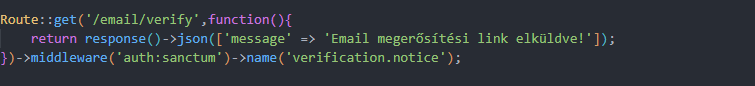 Route::get('/email/verify',function(){
    return response()->json(['message' => 'Email megerősítési link elküldve!']);
})->middleware('auth:sanctum')->name('verification.notice');